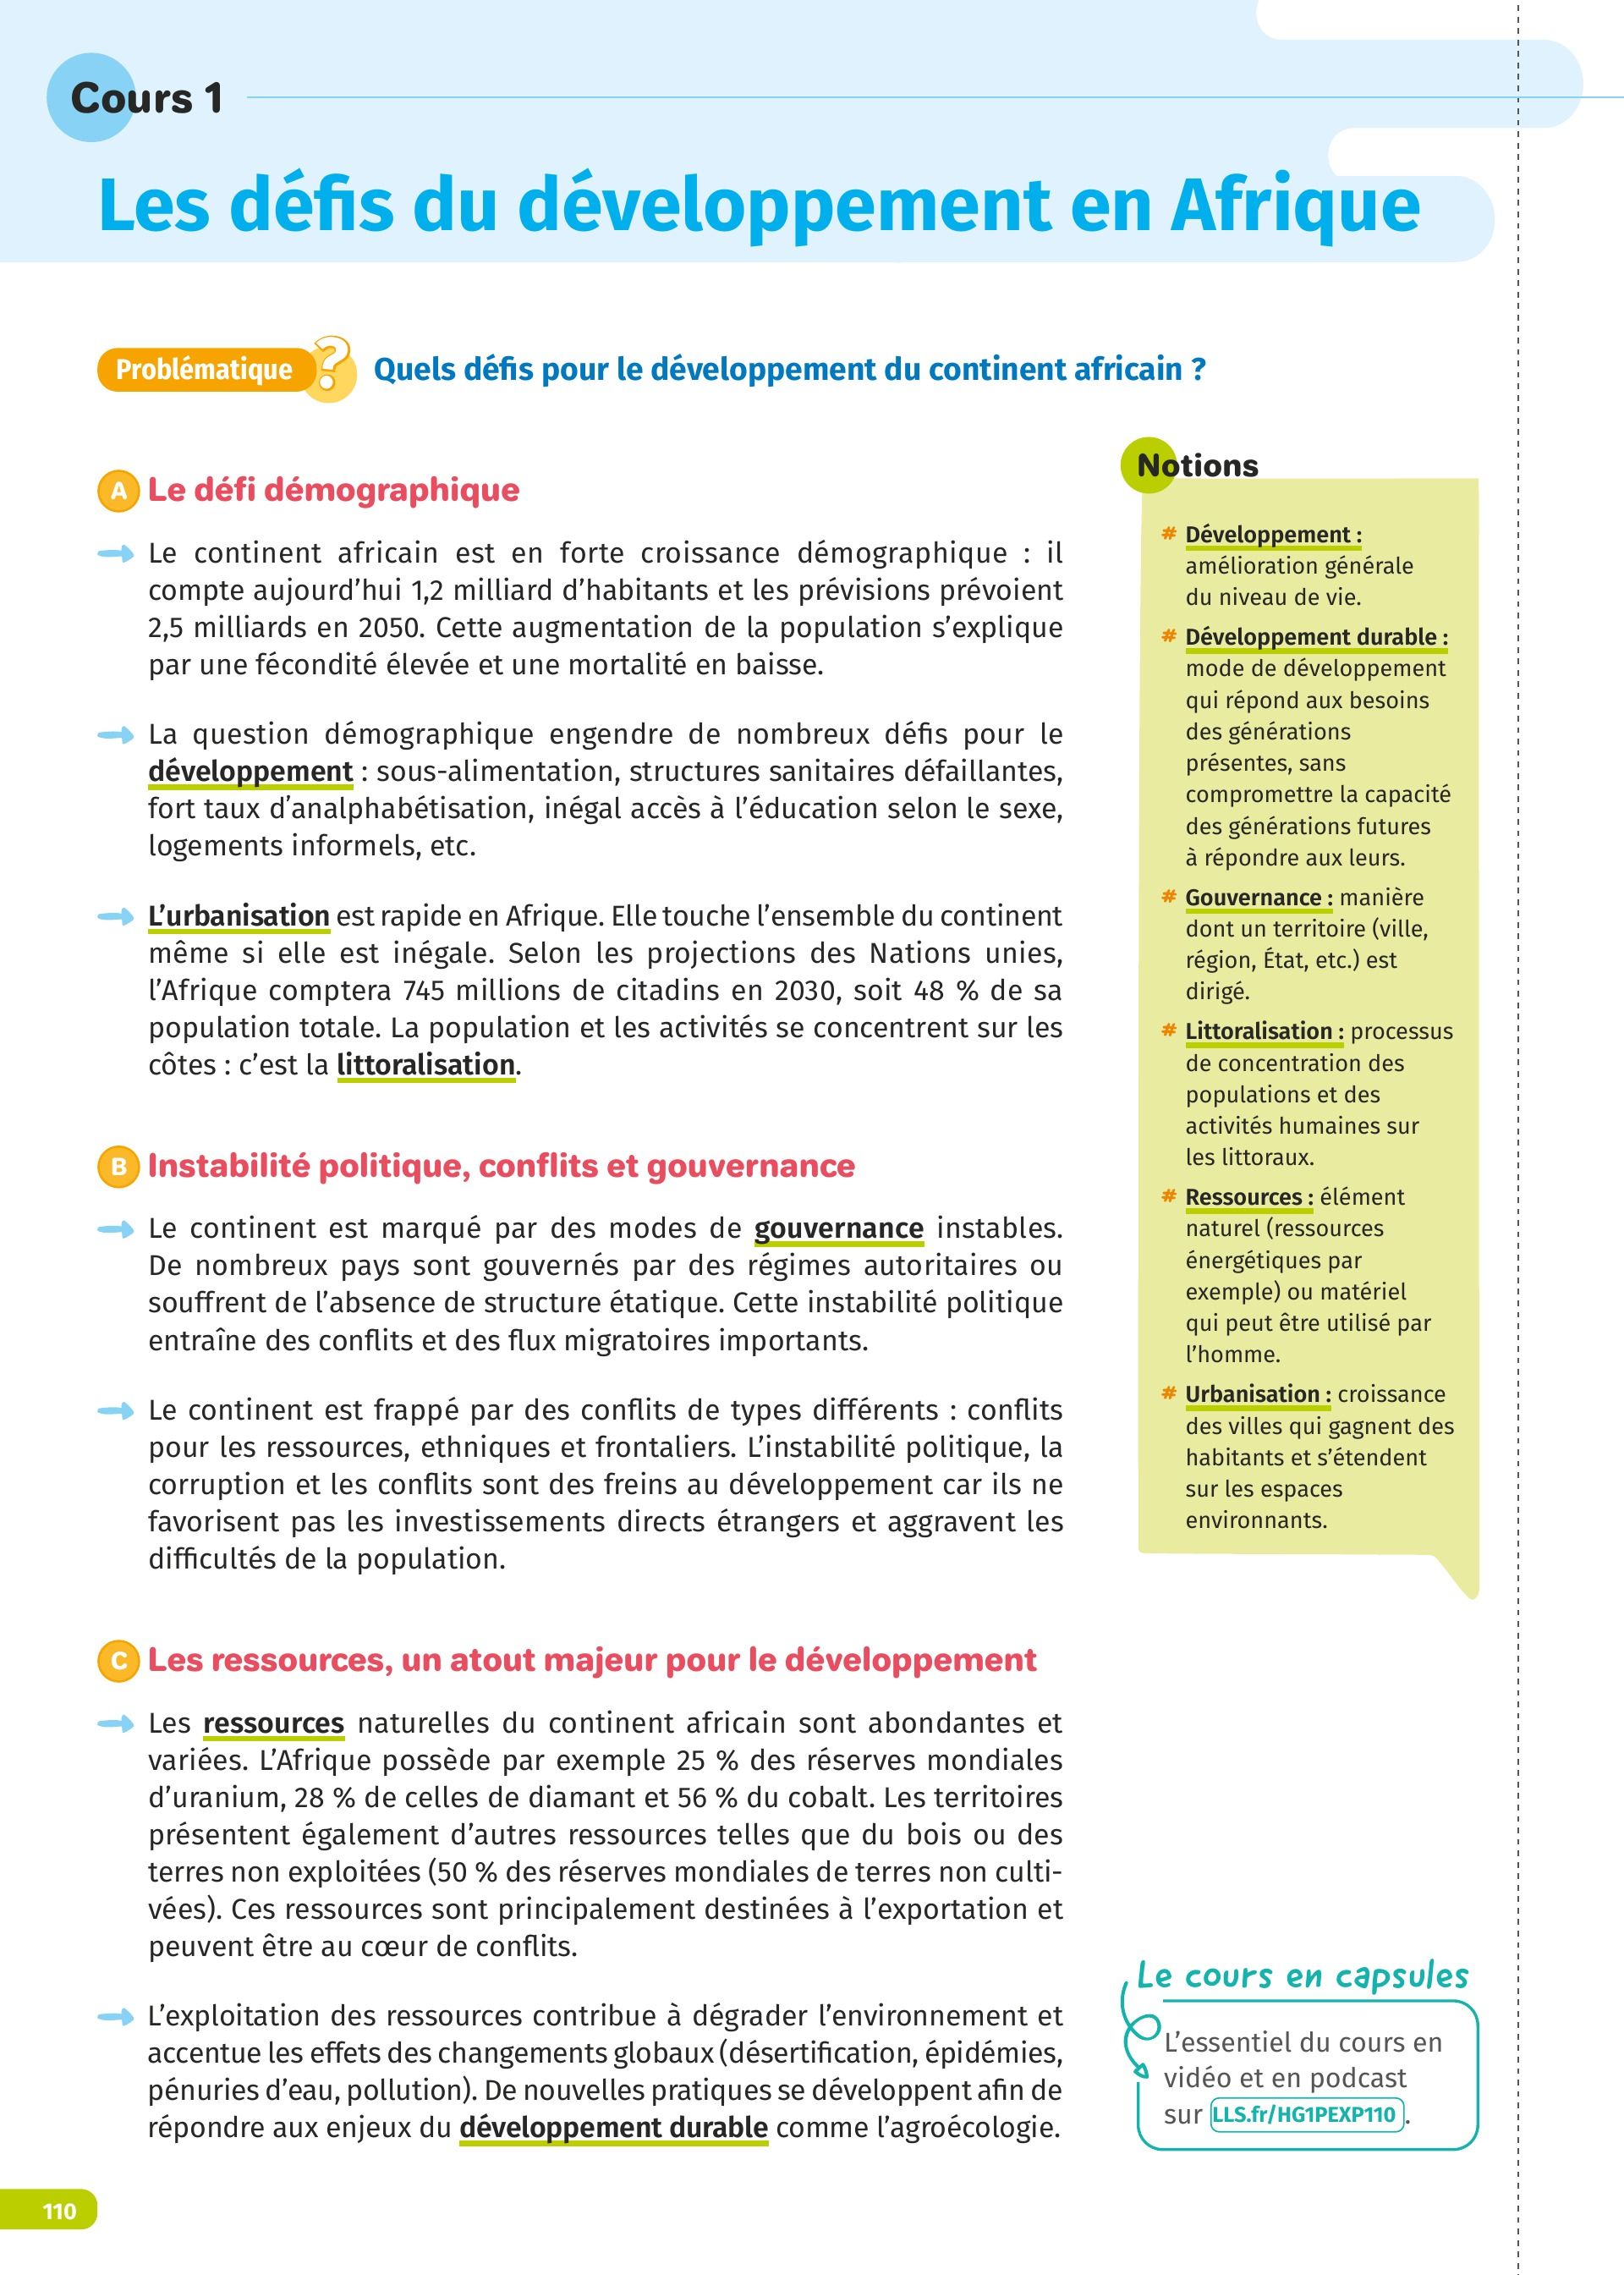 Cours 1
Les défis du développement en Afrique
Problématique ? Quels défis pour le développement du continent africain ?
A Le défi démographique
Le continent africain est en forte croissance démographique : il
compte aujourd’hui 1,2 milliard d’habitants et les prévisions prévoient
2,5 milliards en 2050. Cette augmentation de la population s’explique
par une fécondité élevée et une mortalité en baisse.
La question démographique engendre de nombreux défis pour le
développement : sous-alimentation, structures sanitaires défaillantes,
fort taux d’analphabétisation, inégal accès à l’éducation selon le sexe,
logements informels, etc.
L’urbanisation est rapide en Afrique. Elle touche l’ensemble du continent
même si elle est inégale. Selon les projections des Nations unies,
l’Afrique comptera 745 millions de citadins en 2030, soit 48 % de sa
population totale. La population et les activités se concentrent sur les
côtes : c’est la littoralisation.
B Instabilité politique, conflits et gouvernance
Le continent est marqué par des modes de gouvernance instables.
De nombreux pays sont gouvernés par des régimes autoritaires ou
souffrent de l’absence de structure étatique. Cette instabilité politique
entraîne des conflits et des flux migratoires importants.
Le continent est frappé par des conflits de types différents : conflits
pour les ressources, ethniques et frontaliers. L’instabilité politique, la
corruption et les conflits sont des freins au développement car ils ne
favorisent pas les investissements directs étrangers et aggravent les
difficultés de la population.
C Les ressources, un atout majeur pour le développement
Les ressources naturelles du continent africain sont abondantes et
variées. L’Afrique possède par exemple 25 % des réserves mondiales
d’uranium, 28 % de celles de diamant et 56 % du cobalt. Les territoires
présentent également d’autres ressources telles que du bois ou des
terres non exploitées (50 % des réserves mondiales de terres non culti-
vées). Ces ressources sont principalement destinées à l’exportation et
peuvent être au cœur de conflits.
L’exploitation des ressources contribue à dégrader l’environnement et
accentue les effets des changements globaux (désertification, épidémies,
pénuries d’eau, pollution). De nouvelles pratiques se développent afin de
répondre aux enjeux du développement durable comme l’agroécologie.
Notions
# Développement :
amélioration générale
du niveau de vie.
# Développement durable :
mode de développement
qui répond aux besoins
des générations
présentes, sans
compromettre la capacité
des générations futures
à répondre aux leurs.
# Gouvernance : manière
dont un territoire (ville,
région, État, etc.) est
dirigé.
# Littoralisation : processus
de concentration des
populations et des
activités humaines sur
les littoraux.
# Ressources : élément
naturel (ressources
énergétiques par
exemple) ou matériel
qui peut être utilisé par
l’homme.
# Urbanisation : croissance
des villes qui gagnent des
habitants et s’étendent
sur les espaces
environnants.
Le cours en capsules
L’essentiel du cours en
vidéo et en podcast
sur LLS.fr/HG1PEXP110.
110